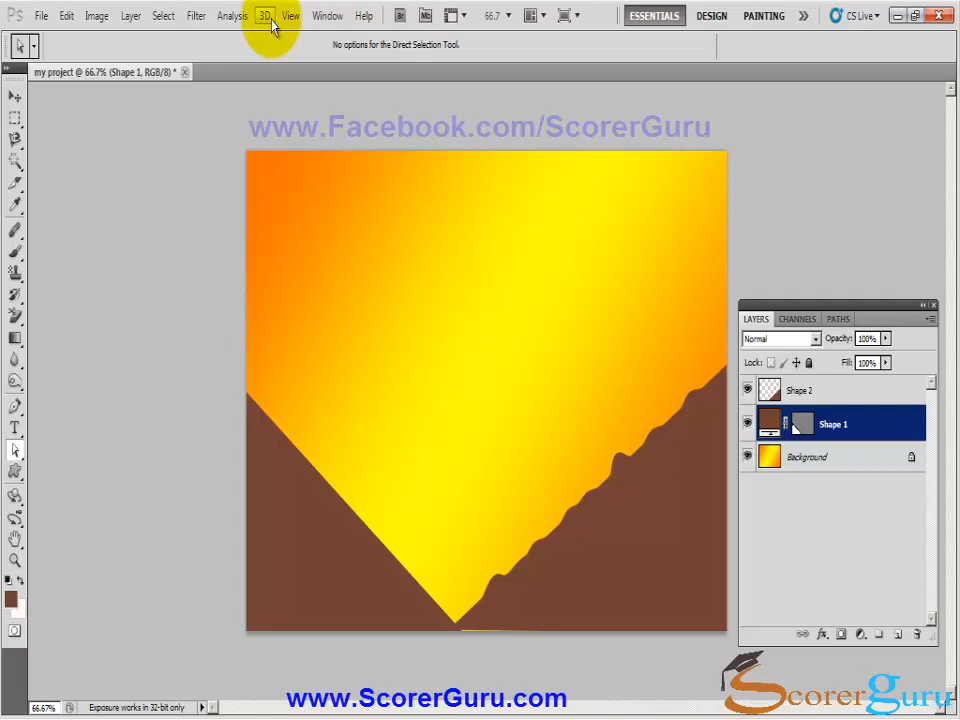 Ps File Edit Image Layer Select Filter Analysis 3D View Window Help Br Mb 66.7 ESSENTIALS DESIGN PAINTING CS Live
No options for the Direct Selection Tool.
my project @ 66.7% (Shape 1, RGB/8) *
www.Facebook.com/ScorerGuru
LAYERS CHANNELS PATHS
Normal Opacity: 100%
Lock: Fill: 100%
Shape 2
Shape 1
Background
fx
T
66.67% Exposure works in 32-bit only
www.ScorerGuru.com
Scorerguru